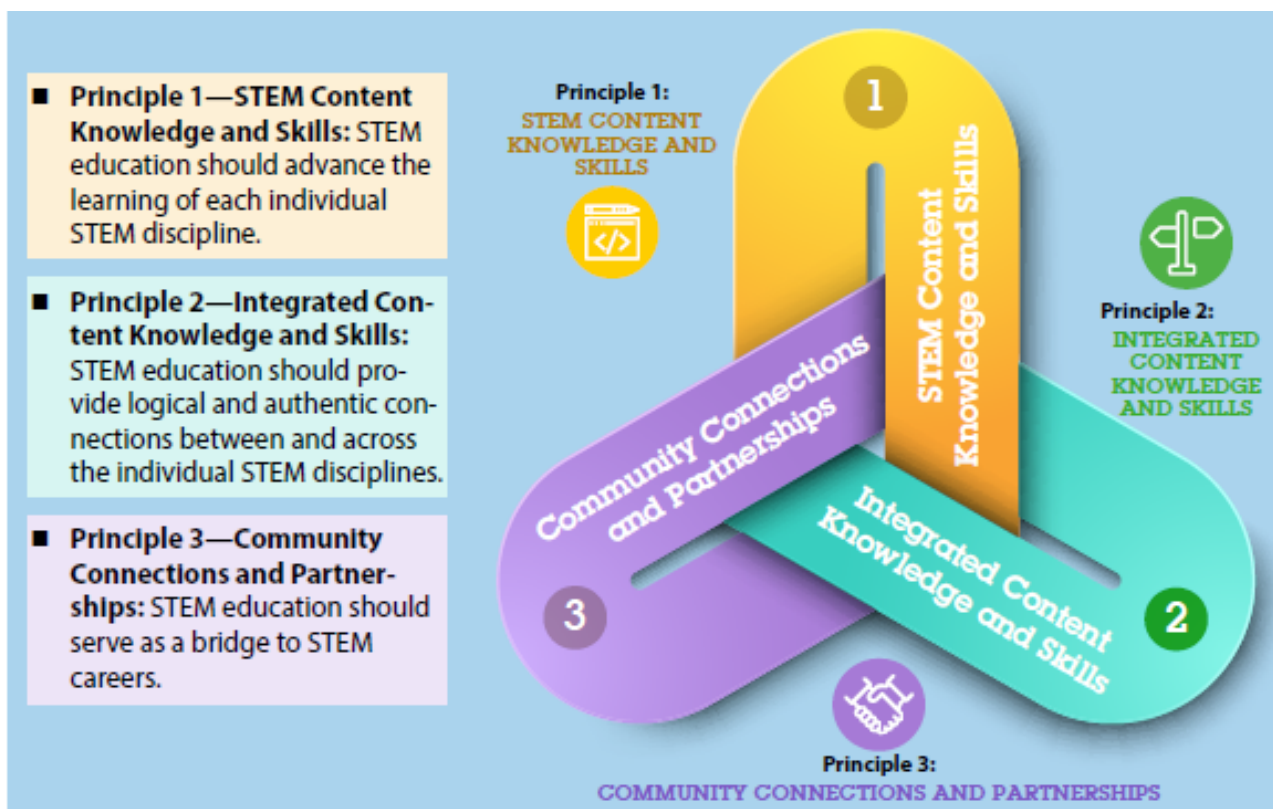 ■ Principle 1—STEM Content
Knowledge and Skills: STEM
education should advance the
learning of each individual
STEM discipline.
■ Principle 2—Integrated Con-
tent Knowledge and Skills:
STEM education should pro-
vide logical and authentic con-
nections between and across
the individual STEM disciplines.
■ Principle 3—Community
Connections and Partner-
ships: STEM education should
serve as a bridge to STEM
careers.
Principle 1:
STEM CONTENT
KNOWLEDGE AND
SKILLS
</>
1
STEM Content
Knowledge and Skills
Principle 2:
INTEGRATED
CONTENT
KNOWLEDGE
AND SKILLS
Community Connections
and Partnerships
3
Integrated Content
Knowledge and Skills
2
Principle 3:
COMMUNITY CONNECTIONS AND PARTNERSHIPS